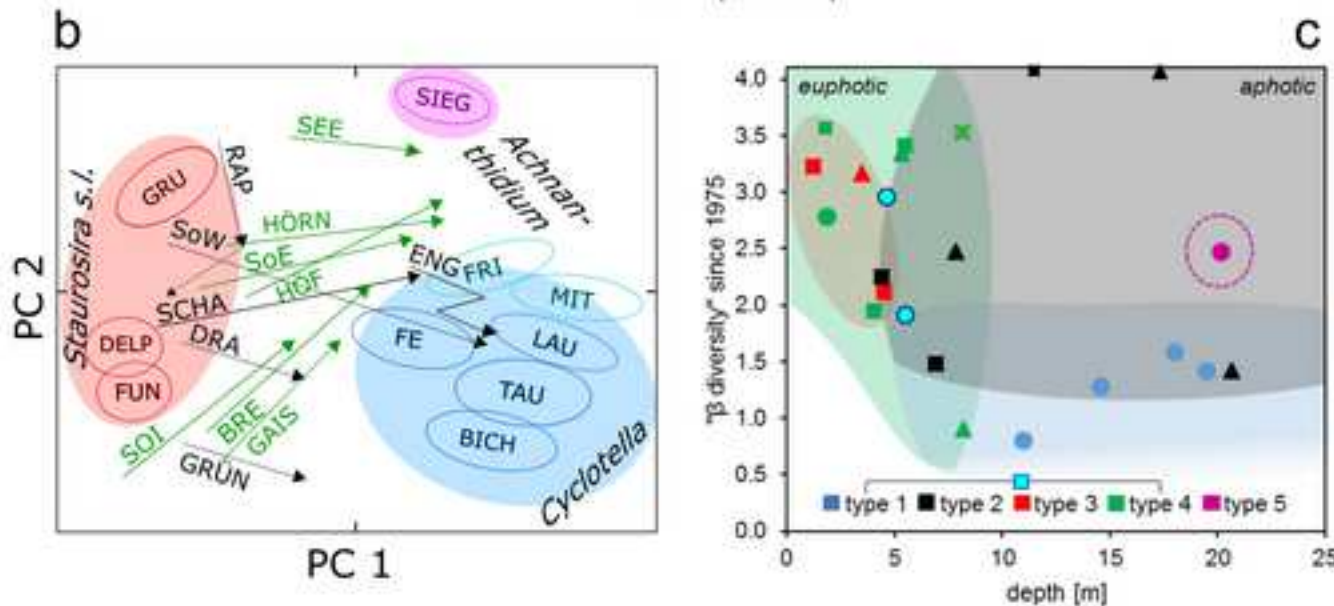 b
SIEG
SEE
Achnan-
thidium
Staurosira s.l.
GRU
RAP
HÖRN
SoW
SoE
ENG
FRI
HÖF
MIT
SCHA
DRA
FE
LAU
DELP
FUN
TAU
SOI
BRE
GAIS
BICH
GRÜN
Cyclotella
PC 2
PC 1
c
euphotic
aphotic
4.0
3.5
3.0
2.5
2.0
1.5
1.0
0.5
0.0
"β diversity" since 1975
type 1 type 2 type 3 type 4 type 5
0 5 10 15 20 25
depth [m]